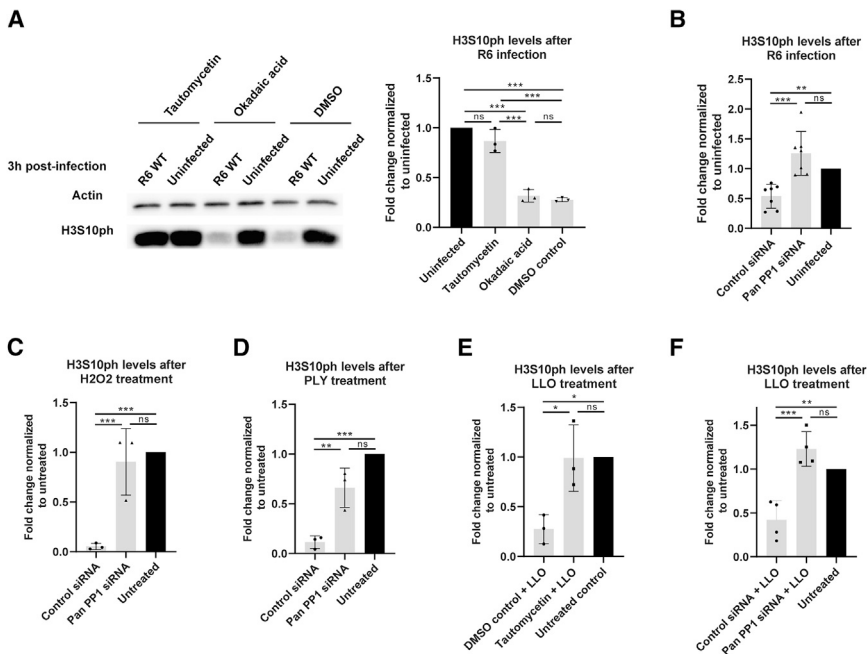 A
Tautomycetin
Okadaic acid
DMSO
3h post-infection
R6 WT
Uninfected
R6 WT
Uninfected
R6 WT
Uninfected
Actin
H3S10ph
H3S10ph levels after
R6 infection
Fold change normalized
to uninfected
1.5
1.0
0.5
0.0
***
***
***
ns
***
ns
Uninfected
Tautomycetin
Okadaic acid
DMSO control
B
H3S10ph levels after
R6 infection
Fold change normalized
to uninfected
2.5
2.0
1.5
1.0
0.5
0.0
**
***
ns
Control siRNA
Pan PP1 siRNA
Uninfected
C
H3S10ph levels after
H2O2 treatment
Fold change normalized
to untreated
1.5
1.0
0.5
0.0
***
***
ns
Control siRNA
Pan PP1 siRNA
Untreated
D
H3S10ph levels after
PLY treatment
Fold change normalized
to untreated
1.5
1.0
0.5
0.0
***
**
ns
Control siRNA
Pan PP1 siRNA
Untreated
E
H3S10ph levels after
LLO treatment
Fold change normalized
to untreated
1.5
1.0
0.5
0.0
*
*
ns
DMSO control + LLO
Tautomycetin + LLO
Untreated control
F
H3S10ph levels after
LLO treatment
Fold change normalized
to untreated
1.5
1.0
0.5
0.0
**
***
ns
Control siRNA + LLO
Pan PP1 siRNA + LLO
Untreated